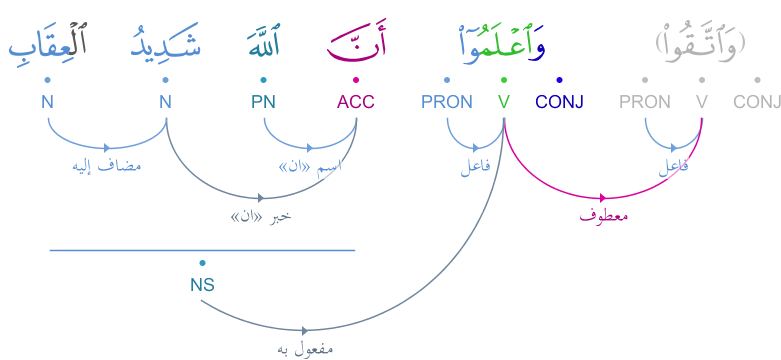 (وَٱتَّقُوا۟) وَٱعْلَمُوٓا۟ أَنَّ ٱللَّهَ شَدِيدُ ٱلْعِقَابِ
CONJ V PRON CONJ V PRON ACC PN N N
فاعل فاعل اسم «ان» مضاف إليه
معطوف خبر «ان»
NS
مفعول به